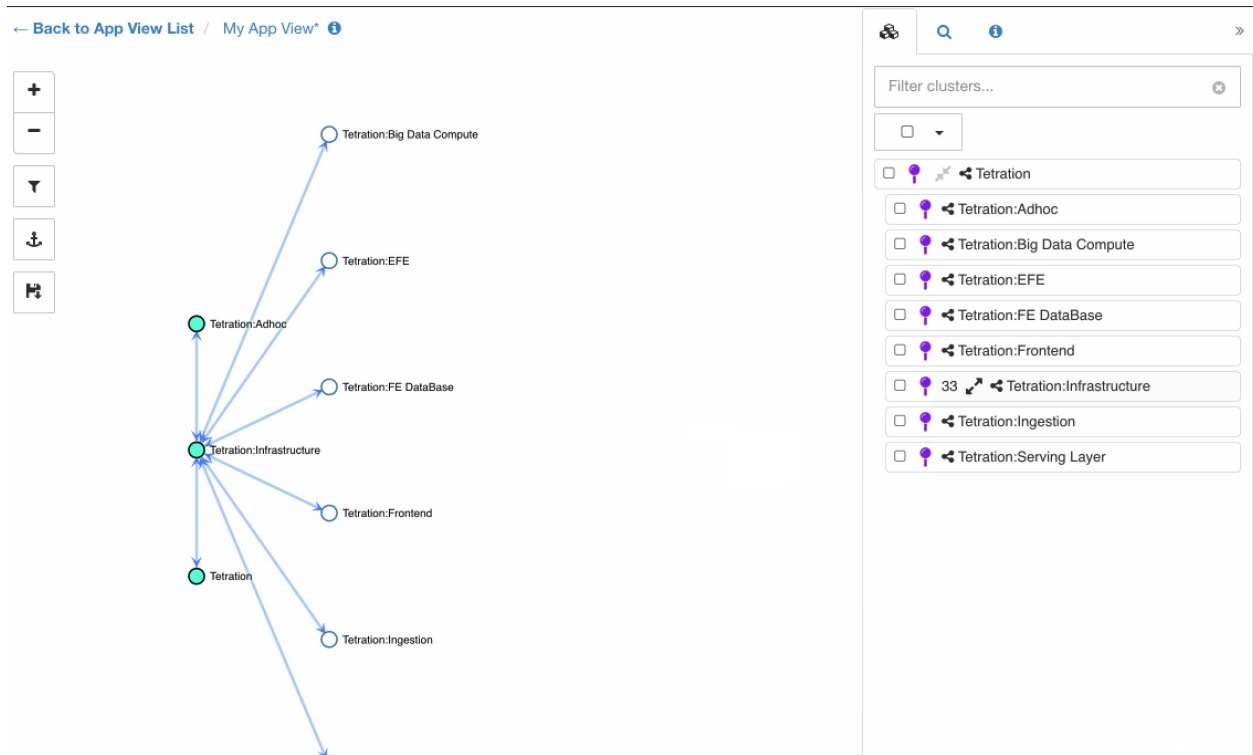 ← Back to App View List / My App View*
Filter clusters...
Tetration:Big Data Compute
Tetration:EFE
Tetration:Adhoc
Tetration:FE DataBase
Tetration:Infrastructure
Tetration:Frontend
Tetration
Tetration:Ingestion
Tetration
Tetration:Adhoc
Tetration:Big Data Compute
Tetration:EFE
Tetration:FE DataBase
Tetration:Frontend
33 Tetration:Infrastructure
Tetration:Ingestion
Tetration:Serving Layer